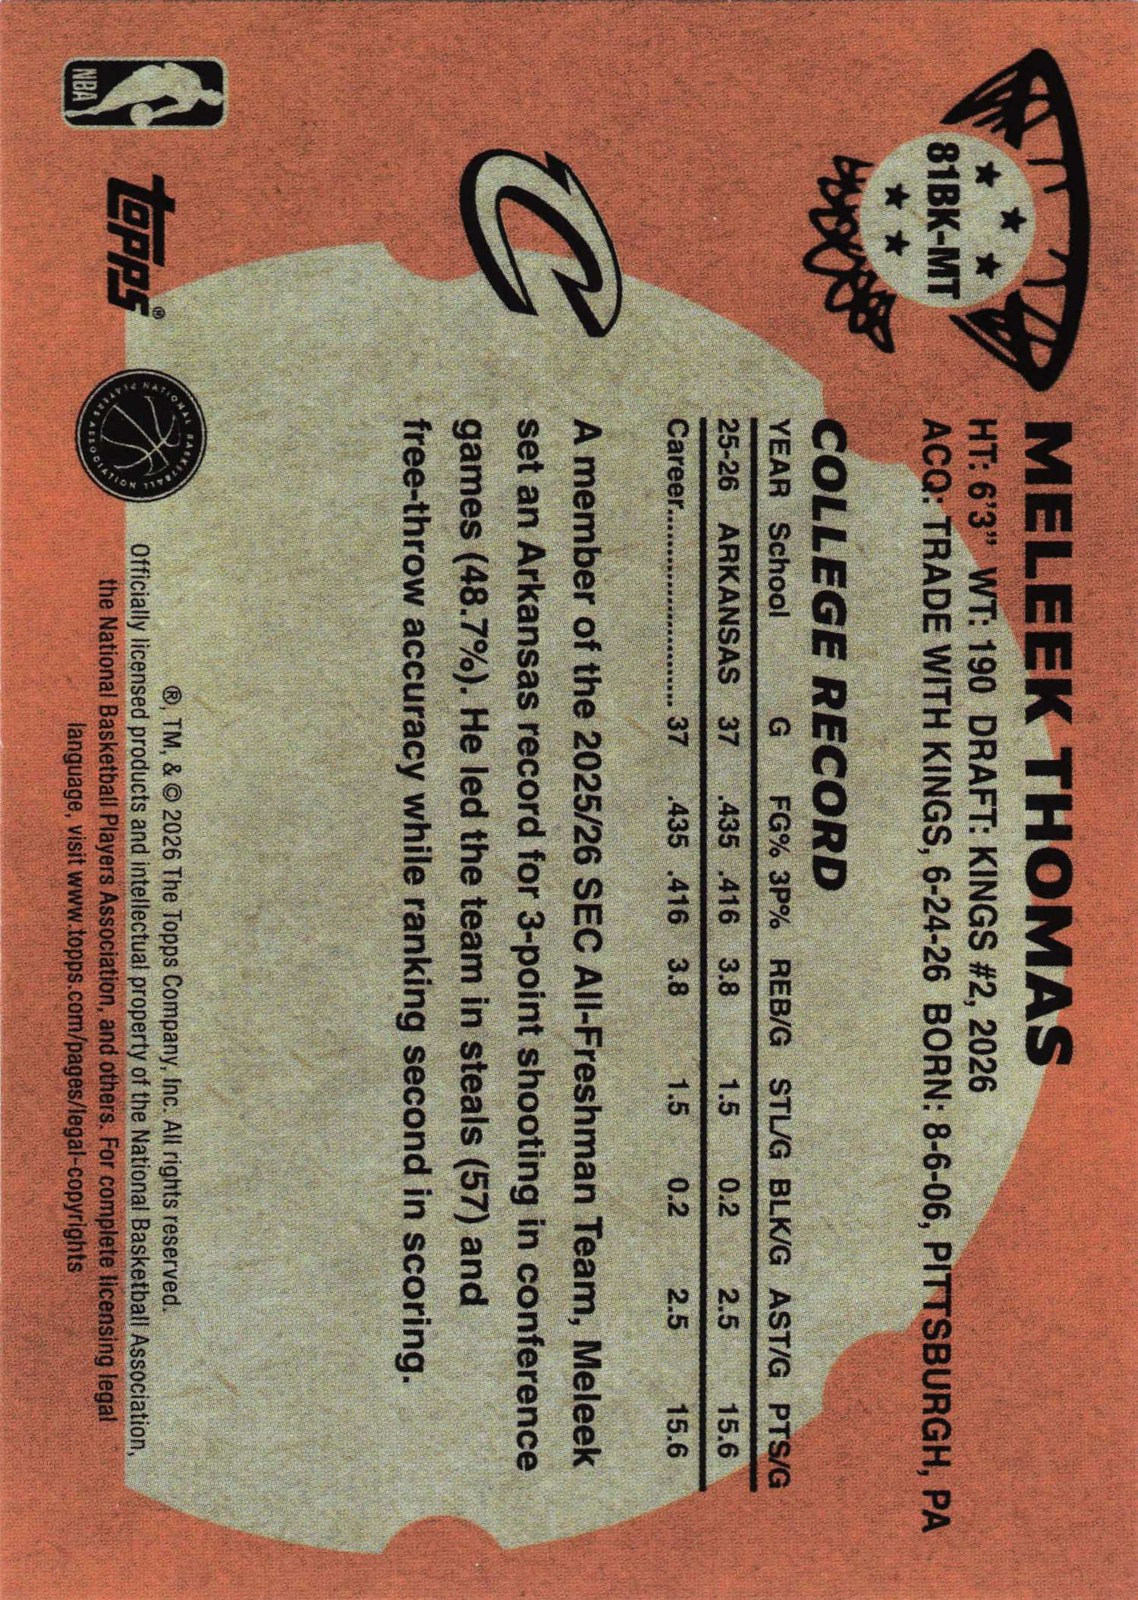 81BK-MT
MELEEK THOMAS
HT: 6'3" WT: 190 DRAFT: KINGS #2, 2026
ACQ: TRADE WITH KINGS, 6-24-26 BORN: 8-6-06, PITTSBURGH, PA
COLLEGE RECORD
YEAR School G FG% 3P% REB/G STL/G BLK/G AST/G PTS/G
25-26 ARKANSAS 37 .435 .416 3.8 1.5 0.2 2.5 15.6
Career........................ 37 .435 .416 3.8 1.5 0.2 2.5 15.6
A member of the 2025/26 SEC All-Freshman Team, Meleek
set an Arkansas record for 3-point shooting in conference
games (48.7%). He led the team in steals (57) and
free-throw accuracy while ranking second in scoring.
C
NBA
Topps®
NATIONAL BASKETBALL PLAYERS ASSOCIATION
®, TM, & © 2026 The Topps Company, Inc. All rights reserved.
Officially licensed products and intellectual property of the National Basketball Association,
the National Basketball Players Association, and others. For complete licensing legal
language, visit www.topps.com/pages/legal-copyrights